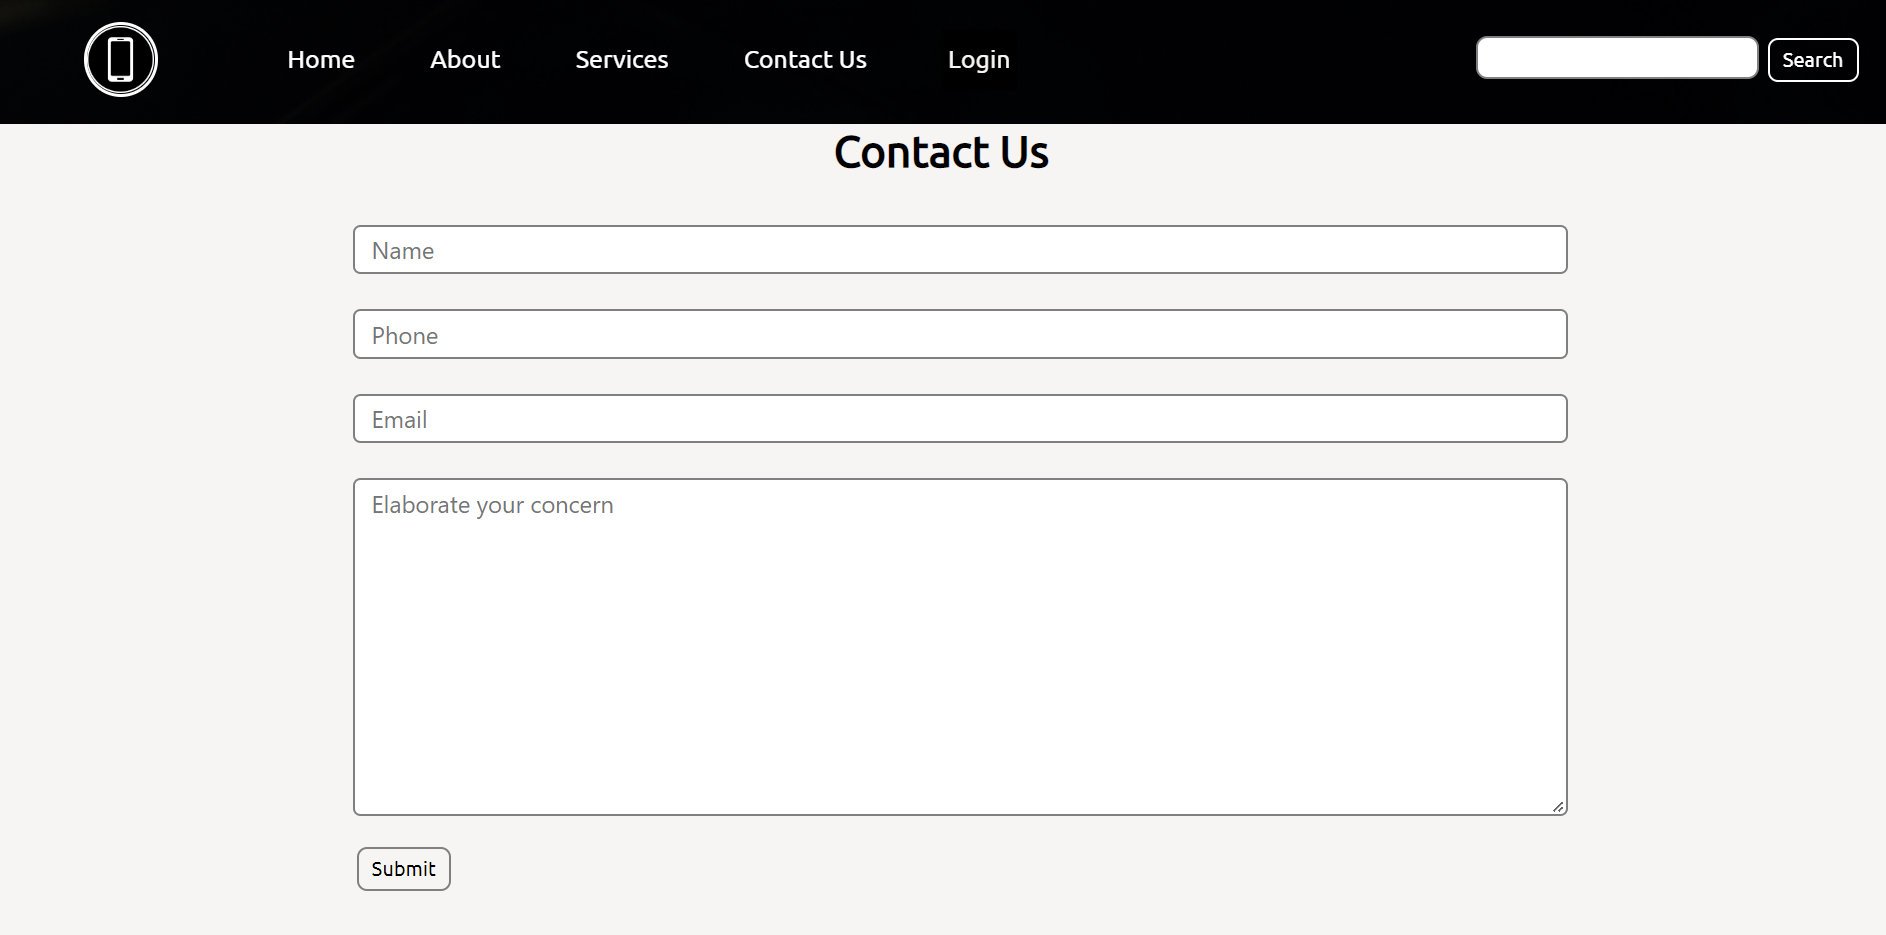 Home About Services Contact Us Login Search
Contact Us
Name
Phone
Email
Elaborate your concern
Submit